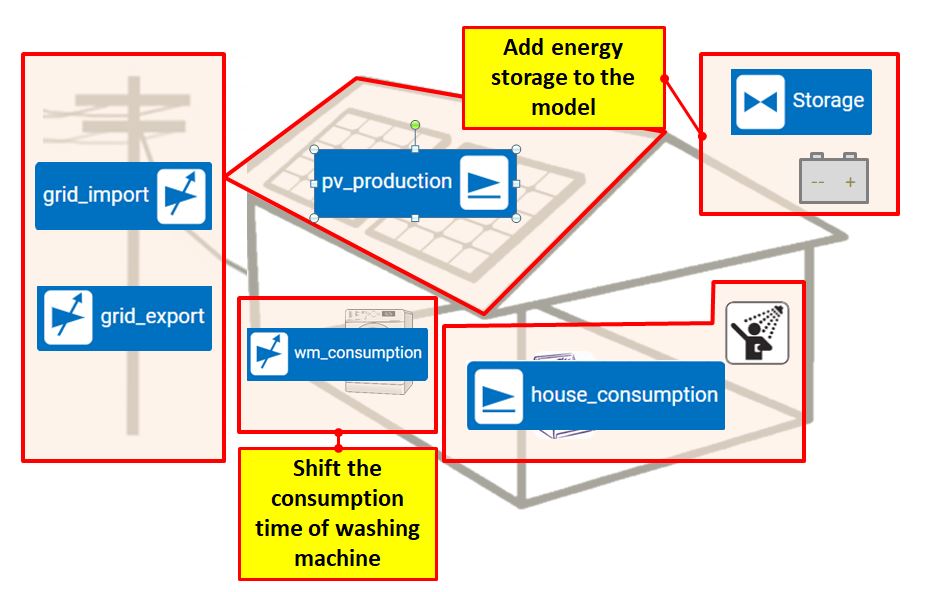 Add energy
storage to the
model
Storage
-- +
pv_production
grid_import
grid_export
wm_consumption
house_consumption
Shift the
consumption
time of washing
machine